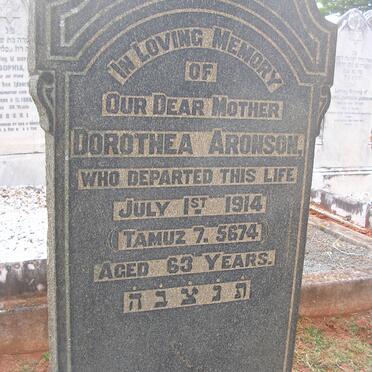 IN LOVING MEMORY
OF
OUR DEAR MOTHER
DOROTHEA ARONSON.
WHO DEPARTED THIS LIFE
JULY 1ST 1914
(TAMUZ 7. 5674)
AGED 63 YEARS.
ת נ צ ב ה